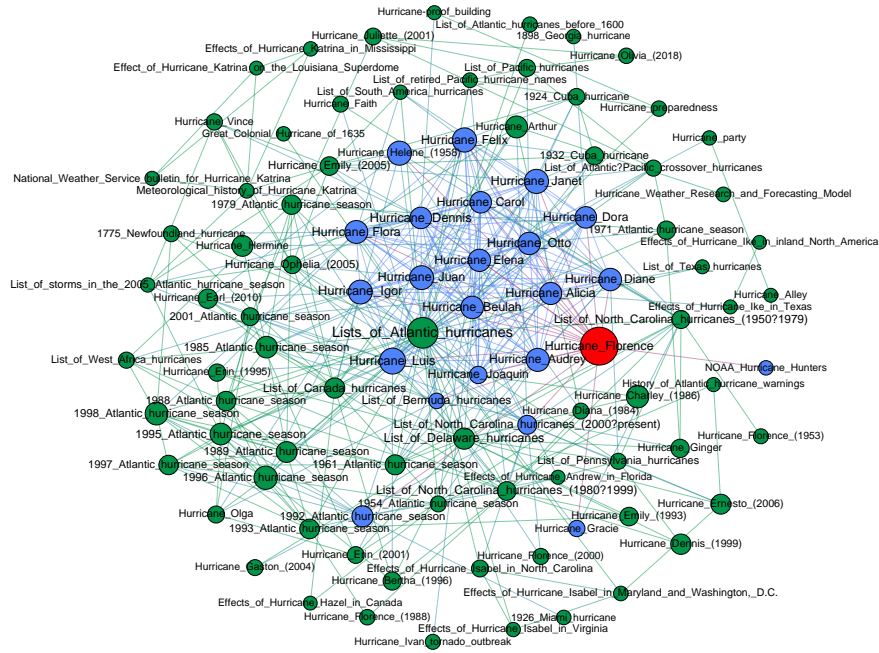 Hurricane-proof_building
List_of_Atlantic_hurricanes_before_1600
1898_Georgia_hurricane
Hurricane_Juliette_(2001)
Effects_of_Hurricane_Katrina_in_Mississippi
Hurricane_Olivia_(2018)
Effect_of_Hurricane_Katrina_on_the_Louisiana_Superdome
List_of_Pacific_hurricanes
List_of_retired_Pacific_hurricane_names
List_of_South_America_hurricanes
1924_Cuba_hurricane
Hurricane_Faith
Hurricane_preparedness
Hurricane_Vince
Hurricane_Arthur
Great_Colonial_Hurricane_of_1635
Hurricane_Felix
Hurricane_party
Hurricane_Helene_(1958)
1932_Cuba_hurricane
Hurricane_Emily_(2005)
List_of_Atlantic?Pacific_crossover_hurricanes
National_Weather_Service_bulletin_for_Hurricane_Katrina
Hurricane_Janet
Meteorological_history_of_Hurricane_Katrina
Hurricane_Weather_Research_and_Forecasting_Model
Hurricane_Carol
1979_Atlantic_hurricane_season
Hurricane_Dennis
Hurricane_Dora
1971_Atlantic_hurricane_season
1775_Newfoundland_hurricane
Hurricane_Flora
Hurricane_Otto
Effects_of_Hurricane_Ike_in_inland_North_America
Hurricane_Hermine
Hurricane_Elena
Hurricane_Ophelia_(2005)
List_of_Texas_hurricanes
Hurricane_Juan
Hurricane_Diane
List_of_storms_in_the_2005_Atlantic_hurricane_season
Hurricane_Igor
Hurricane_Alicia
Hurricane_Alley
Hurricane_Earl_(2010)
Hurricane_Beulah
Effects_of_Hurricane_Ike_in_Texas
2001_Atlantic_hurricane_season
List_of_North_Carolina_hurricanes_(1950?1979)
Lists_of_Atlantic_hurricanes
Hurricane_Florence
1985_Atlantic_hurricane_season
List_of_West_Africa_hurricanes
Hurricane_Luis
Hurricane_Audrey
NOAA_Hurricane_Hunters
Hurricane_Erin_(1995)
Hurricane_Joaquin
List_of_Canada_hurricanes
History_of_Atlantic_hurricane_warnings
1988_Atlantic_hurricane_season
List_of_Bermuda_hurricanes
Hurricane_Charley_(1986)
1998_Atlantic_hurricane_season
Hurricane_Diana_(1984)
List_of_North_Carolina_hurricanes_(2000?present)
1995_Atlantic_hurricane_season
List_of_Delaware_hurricanes
Hurricane_Florence_(1953)
Hurricane_Ginger
1989_Atlantic_hurricane_season
1997_Atlantic_hurricane_season
1961_Atlantic_hurricane_season
List_of_Pennsylvania_hurricanes
1996_Atlantic_hurricane_season
Effects_of_Hurricane_Andrew_in_Florida
List_of_North_Carolina_hurricanes_(1980?1999)
1954_Atlantic_hurricane_season
Hurricane_Ernesto_(2006)
Hurricane_Olga
1992_Atlantic_hurricane_season
Hurricane_Emily_(1993)
1993_Atlantic_hurricane_season
Hurricane_Gracie
Hurricane_Dennis_(1999)
Hurricane_Erin_(2001)
Hurricane_Florence_(2000)
Hurricane_Gaston_(2004)
Effects_of_Hurricane_Isabel_in_North_Carolina
Hurricane_Bertha_(1996)
Effects_of_Hurricane_Isabel_in_Maryland_and_Washington,_D.C.
Effects_of_Hurricane_Hazel_in_Canada
Hurricane_Florence_(1988)
1926_Miami_hurricane
Effects_of_Hurricane_Isabel_in_Virginia
Hurricane_Ivan_tornado_outbreak